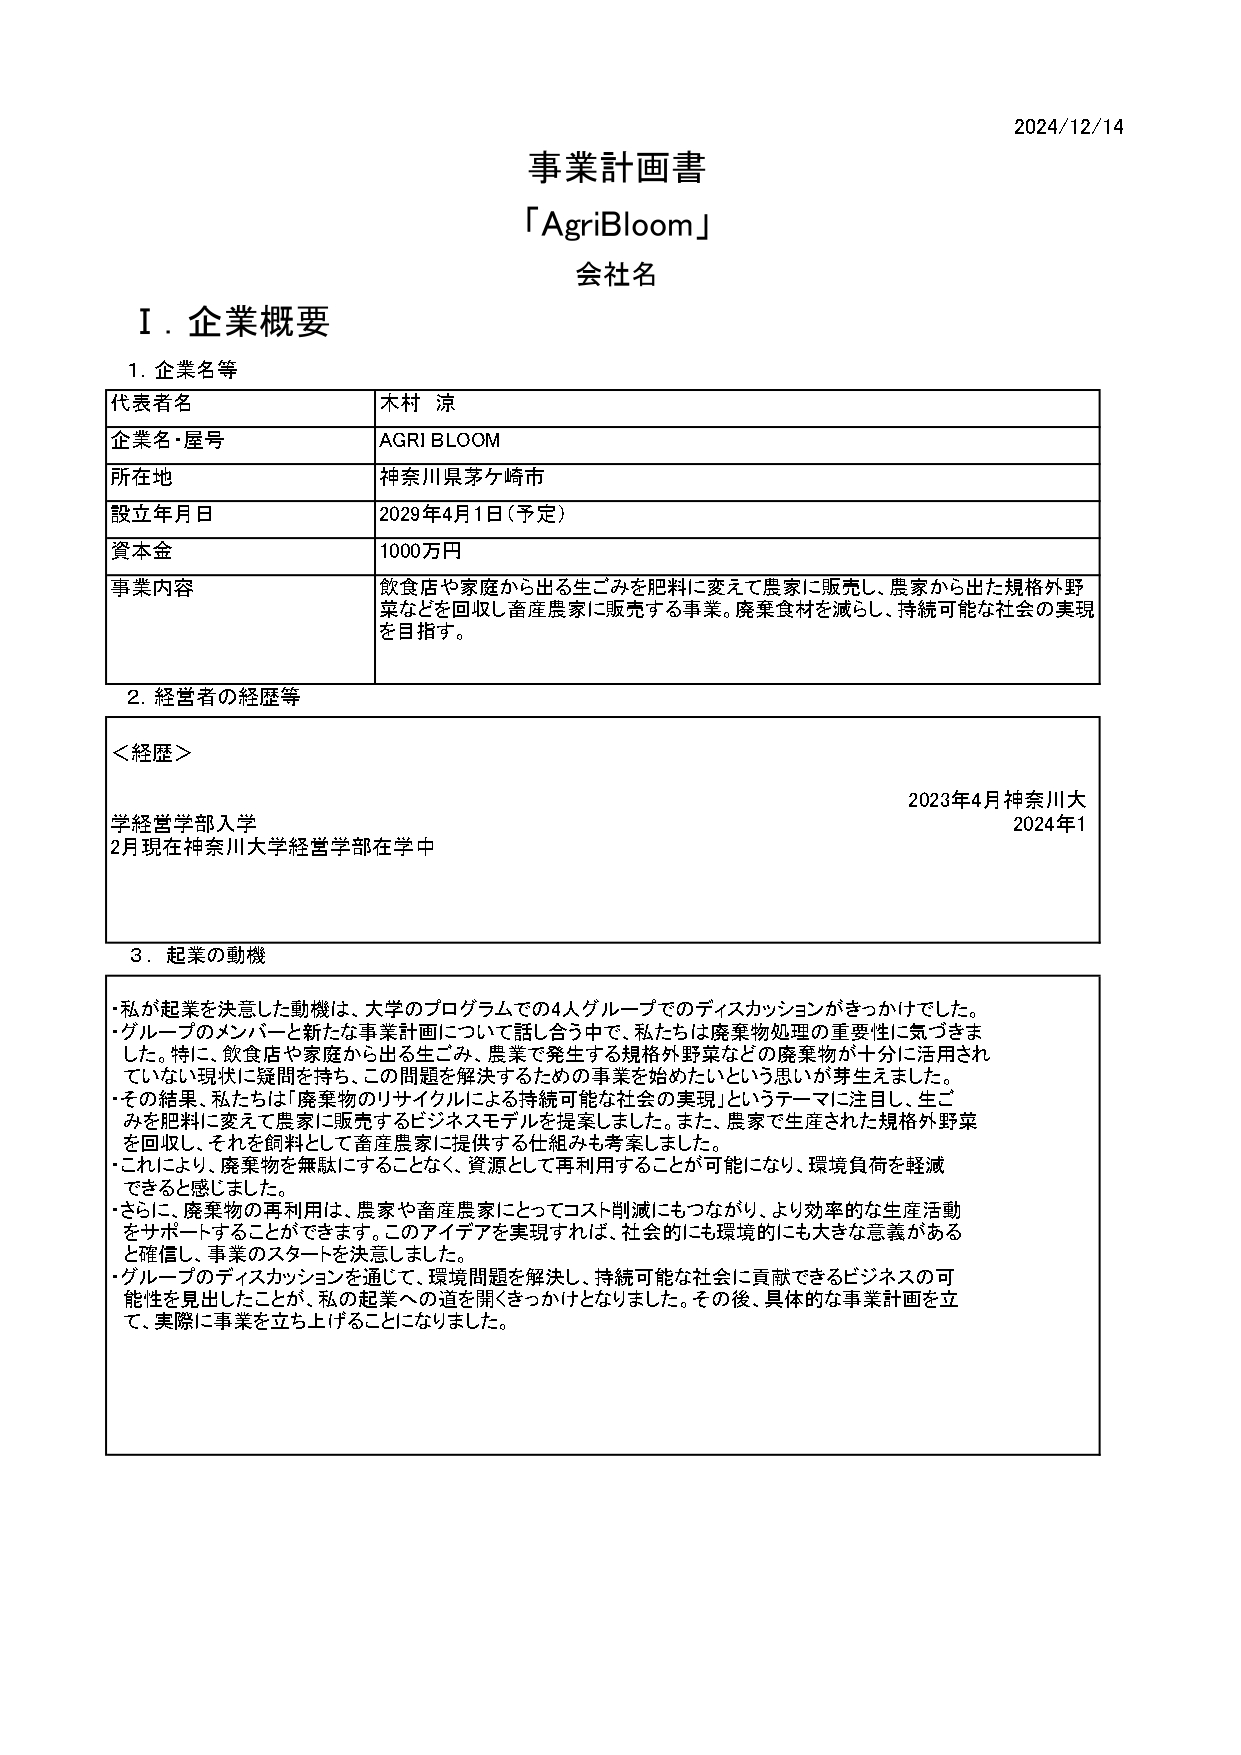 2024/12/14
事業計画書
「AgriBloom」
会社名
Ⅰ．企業概要
1. 企業名等
代表者名 木村　涼
企業名・屋号 AGRI BLOOM
所在地 神奈川県茅ケ崎市
設立年月日 2029年4月1日（予定）
資本金 1000万円
事業内容 飲食店や家庭から出る生ごみを肥料に変えて農家に販売し、農家から出た規格外野
菜などを回収し畜産農家に販売する事業。廃棄食材を減らし、持続可能な社会の実現
を目指す。
2. 経営者の経歴等
＜経歴＞
2023年4月神奈川大
学経営学部入学 2024年1
2月現在神奈川大学経営学部在学中
３． 起業の動機
・私が起業を決意した動機は、大学のプログラムでの4人グループでのディスカッションがきっかけでした。
・グループのメンバーと新たな事業計画について話し合う中で、私たちは廃棄物処理の重要性に気づきま
した。特に、飲食店や家庭から出る生ごみ、農業で発生する規格外野菜などの廃棄物が十分に活用され
ていない現状に疑問を持ち、この問題を解決するための事業を始めたいという思いが芽生えました。
・その結果、私たちは「廃棄物のリサイクルによる持続可能な社会の実現」というテーマに注目し、生ご
みを肥料に変えて農家に販売するビジネスモデルを提案しました。また、農家で生産された規格外野菜
を回収し、それを飼料として畜産農家に提供する仕組みも考案しました。
・これにより、廃棄物を無駄にすることなく、資源として再利用することが可能になり、環境負荷を軽減
できると感じました。
・さらに、廃棄物の再利用は、農家や畜産農家にとってコスト削減にもつながり、より効率的な生産活動
をサポートすることができます。このアイデアを実現すれば、社会的にも環境的にも大きな意義がある
と確信し、事業のスタートを決意しました。
・グループのディスカッションを通じて、環境問題を解決し、持続可能な社会に貢献できるビジネスの可
能性を見出したことが、私の起業への道を開くきっかけとなりました。その後、具体的な事業計画を立
て、実際に事業を立ち上げることになりました。